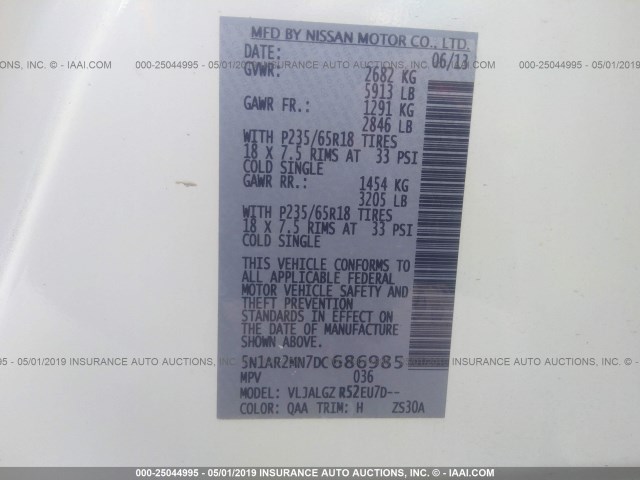 MFD BY NISSAN MOTOR CO., LTD.
DATE: 06/13
GVWR: 2682 KG
5913 LB
GAWR FR.: 1291 KG
2846 LB
WITH P235/65R18 TIRES
18 X 7.5 RIMS AT 33 PSI
COLD SINGLE
GAWR RR.: 1454 KG
3205 LB
WITH P235/65R18 TIRES
18 X 7.5 RIMS AT 33 PSI
COLD SINGLE
THIS VEHICLE CONFORMS TO
ALL APPLICABLE FEDERAL
MOTOR VEHICLE SAFETY AND
THEFT PREVENTION
STANDARDS IN EFFECT ON
THE DATE OF MANUFACTURE
SHOWN ABOVE.
5N1AR2MN7DC686985
MPV 036
MODEL: VLJALGZ R52EU7D--
COLOR: QAA TRIM: H ZS30A
000-25044995 - 05/01/2019 INSURANCE AUTO AUCTIONS, INC. - ©IAAI.COM